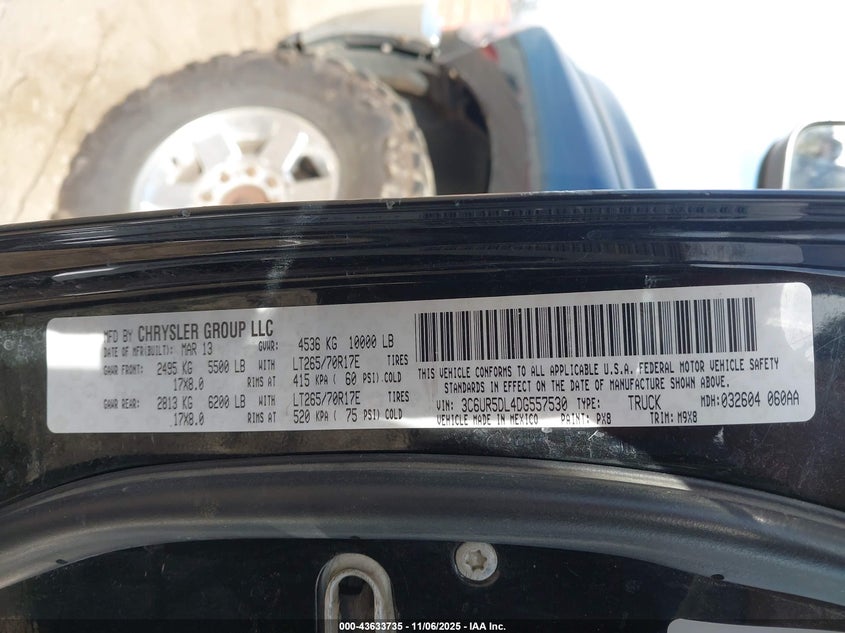 MFD BY CHRYSLER GROUP LLC
DATE OF MFR(BUILT): MAR 13 GVWR: 4536 KG 10000 LB
GAWR FRONT: 2495 KG 5500 LB LT265/70R17E TIRES
17X8.0 RIMS AT 415 KPA ( 60 PSI) COLD
GAWR REAR: 2813 KG 6200 LB LT265/70R17E TIRES
17X8.0 RIMS AT 520 KPA ( 75 PSI) COLD
THIS VEHICLE CONFORMS TO ALL APPLICABLE U.S.A. FEDERAL MOTOR VEHICLE SAFETY
STANDARDS IN EFFECT ON THE DATE OF MANUFACTURE SHOWN ABOVE.
VIN: 3C6UR5DL4DG557530 TYPE: TRUCK MDH: 032604 060AA
VEHICLE MADE IN MEXICO PAINT: PX8 TRIM: M9X8
000-43633735 - 11/06/2025 - IAA Inc.